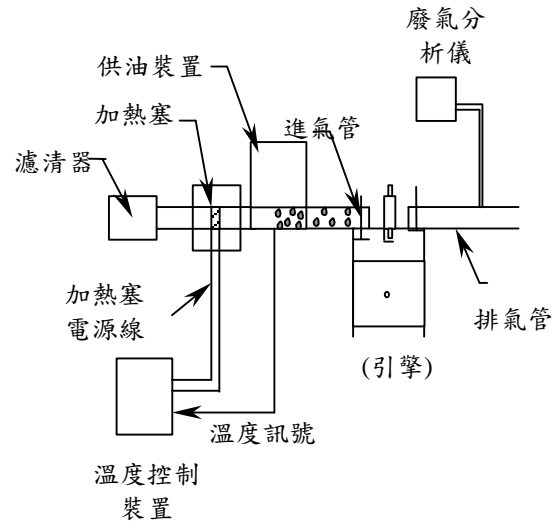 廢氣分
析儀
供油裝置
加熱塞
進氣管
濾清器
加熱塞
電源線
排氣管
(引擎)
溫度訊號
溫度控制
裝置